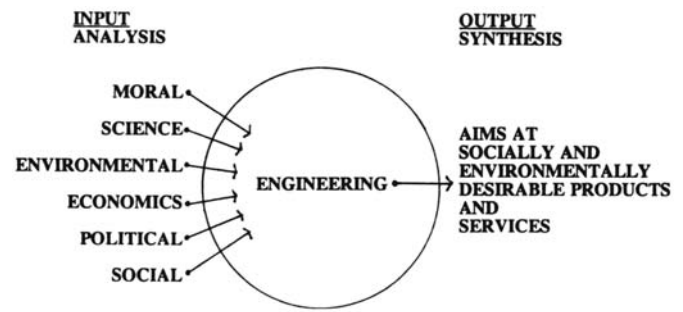 INPUT
ANALYSIS
OUTPUT
SYNTHESIS
MORAL
SCIENCE
ENVIRONMENTAL
ECONOMICS
POLITICAL
SOCIAL
ENGINEERING
AIMS AT
SOCIALLY AND
ENVIRONMENTALLY
DESIRABLE PRODUCTS
AND
SERVICES